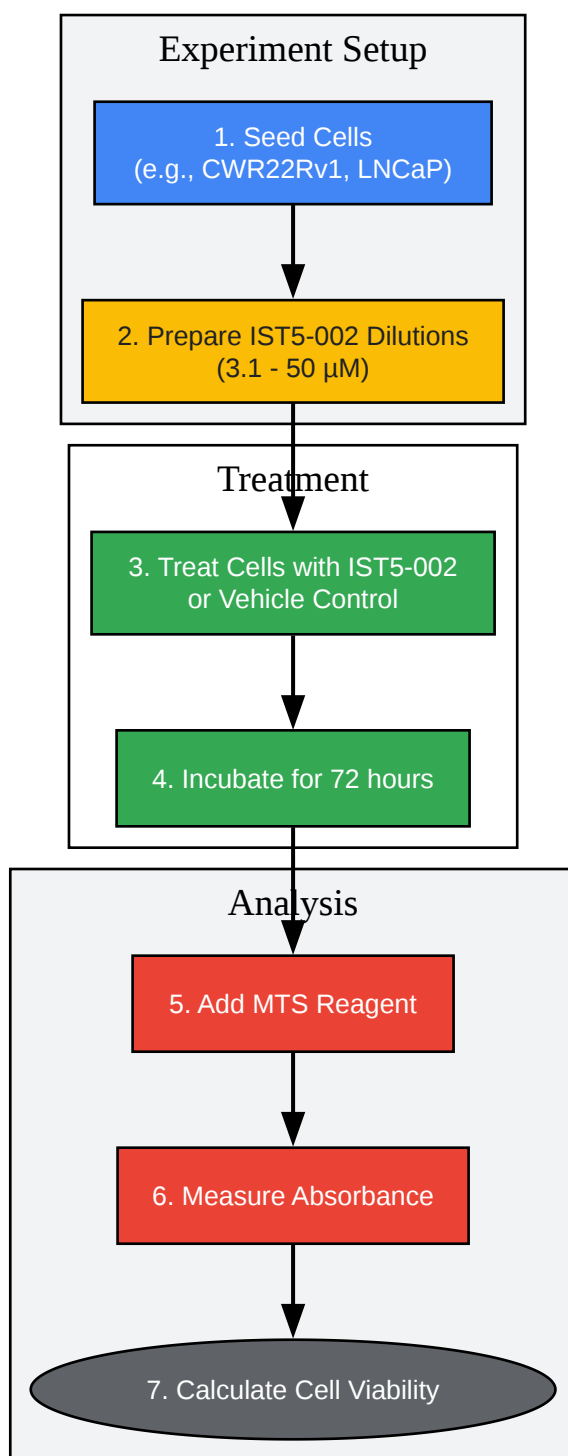 Experiment Setup
1. Seed Cells
(e.g., CWR22Rv1, LNCaP)
2. Prepare IST5-002 Dilutions
(3.1 - 50 µM)
Treatment
3. Treat Cells with IST5-002
or Vehicle Control
4. Incubate for 72 hours
Analysis
5. Add MTS Reagent
6. Measure Absorbance
7. Calculate Cell Viability